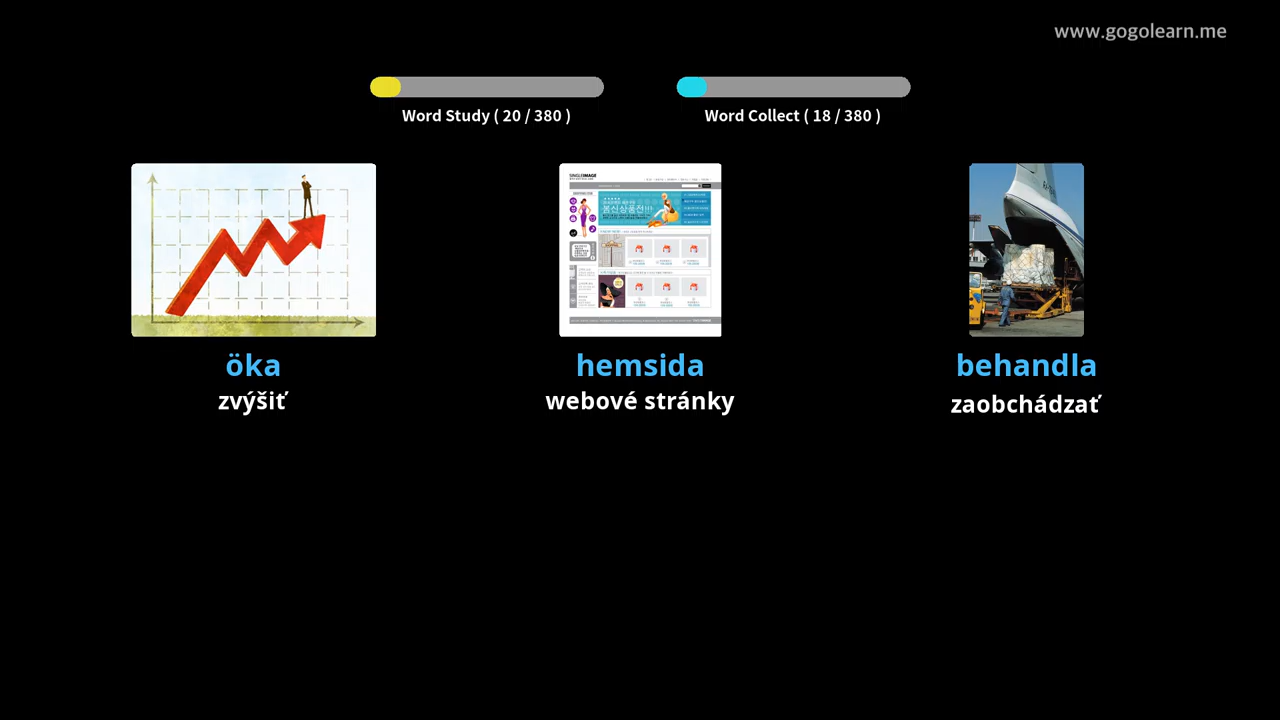 www.gogolearn.me
Word Study ( 20 / 380 )
Word Collect ( 18 / 380 )
öka
zvýšiť
hemsida
webové stránky
behandla
zaobchádzať